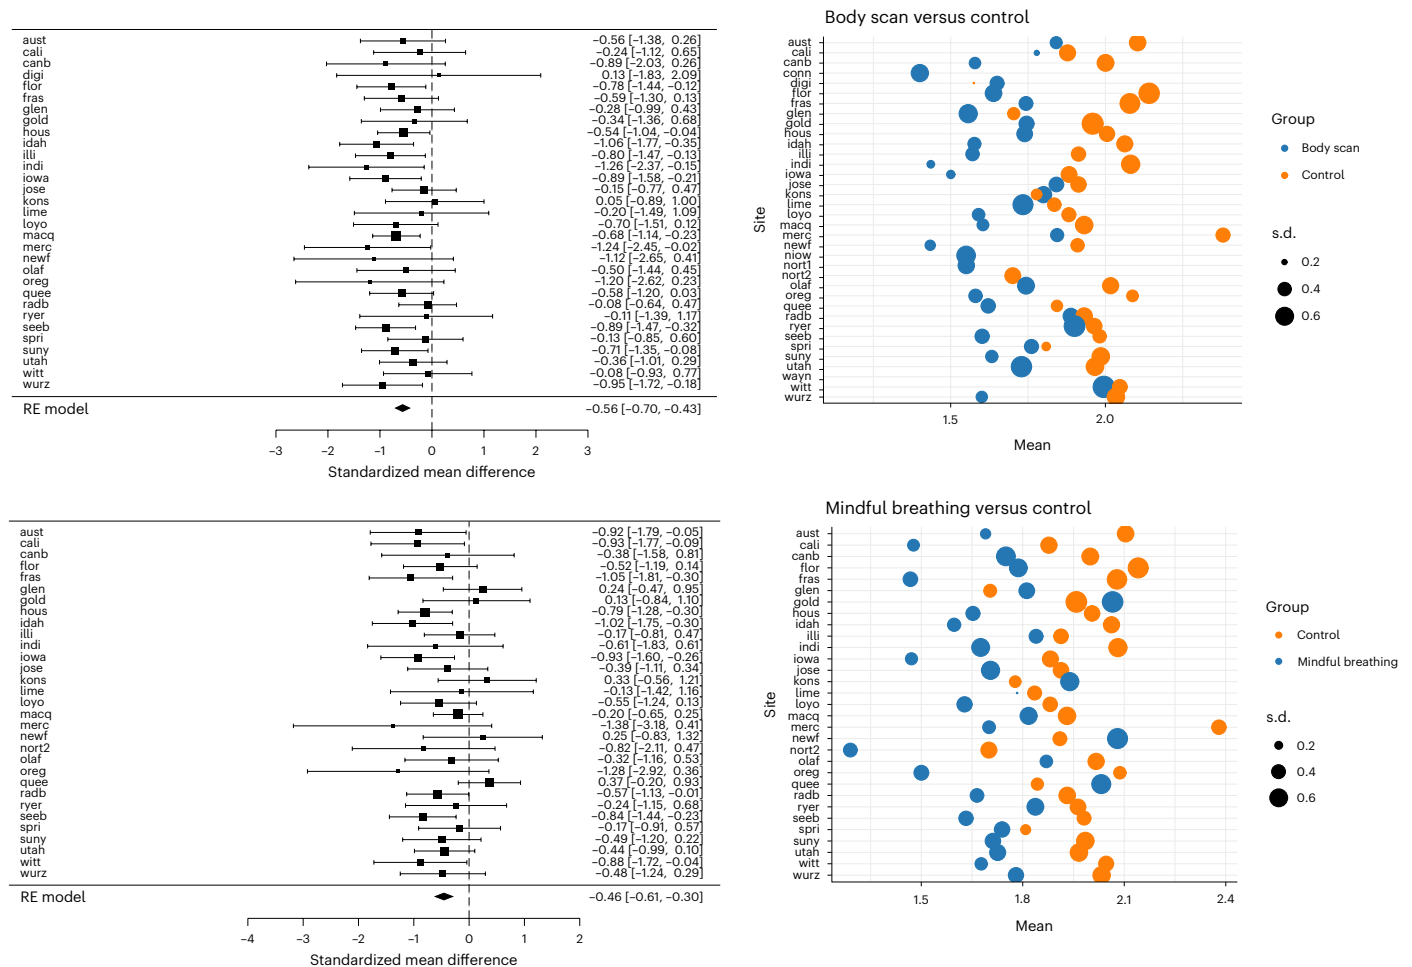 aust −0.56 [−1.38, 0.26]
cali −0.24 [−1.12, 0.65]
canb −0.89 [−2.03, 0.26]
digi 0.13 [−1.83, 2.09]
flor −0.78 [−1.44, −0.12]
fras −0.59 [−1.30, 0.13]
glen −0.28 [−0.99, 0.43]
gold −0.34 [−1.36, 0.68]
hous −0.54 [−1.04, −0.04]
idah −1.06 [−1.77, −0.35]
illi −0.80 [−1.47, −0.13]
indi −1.26 [−2.37, −0.15]
iowa −0.89 [−1.58, −0.21]
jose −0.15 [−0.77, 0.47]
kons 0.05 [−0.89, 1.00]
lime −0.20 [−1.49, 1.09]
loyo −0.70 [−1.51, 0.12]
macq −0.68 [−1.14, −0.23]
merc −1.24 [−2.45, −0.02]
newf −1.12 [−2.65, 0.41]
olaf −0.50 [−1.44, 0.45]
oreg −1.20 [−2.62, 0.23]
quee −0.58 [−1.20, 0.03]
radb −0.08 [−0.64, 0.47]
ryer −0.11 [−1.39, 1.17]
seeb −0.89 [−1.47, −0.32]
spri −0.13 [−0.85, 0.60]
suny −0.71 [−1.35, −0.08]
utah −0.36 [−1.01, 0.29]
witt −0.08 [−0.93, 0.77]
wurz −0.95 [−1.72, −0.18]
RE model −0.56 [−0.70, −0.43]
−3 −2 −1 0 1 2 3
Standardized mean difference
Body scan versus control
aust
cali
canb
conn
digi
flor
fras
glen
gold
hous
idah
illi
indi
iowa
jose
kons
lime
loyo
macq
merc
newf
niow
nort1
nort2
olaf
oreg
quee
radb
ryer
seeb
spri
suny
utah
wayn
witt
wurz
Site
1.5 2.0
Mean
Group
Body scan
Control
s.d.
0.2
0.4
0.6
aust −0.92 [−1.79, −0.05]
cali −0.93 [−1.77, −0.09]
canb −0.38 [−1.58, 0.81]
flor −0.52 [−1.19, 0.14]
fras −1.05 [−1.81, −0.30]
glen 0.24 [−0.47, 0.95]
gold 0.13 [−0.84, 1.10]
hous −0.79 [−1.28, −0.30]
idah −1.02 [−1.75, −0.30]
illi −0.17 [−0.81, 0.47]
indi −0.61 [−1.83, 0.61]
iowa −0.93 [−1.60, −0.26]
jose −0.39 [−1.11, 0.34]
kons 0.33 [−0.56, 1.21]
lime −0.13 [−1.42, 1.16]
loyo −0.55 [−1.24, 0.13]
macq −0.20 [−0.65, 0.25]
merc −1.38 [−3.18, 0.41]
newf 0.25 [−0.83, 1.32]
nort2 −0.82 [−2.11, 0.47]
olaf −0.32 [−1.16, 0.53]
oreg −1.28 [−2.92, 0.36]
quee 0.37 [−0.20, 0.93]
radb −0.57 [−1.13, −0.01]
ryer −0.24 [−1.15, 0.68]
seeb −0.84 [−1.44, −0.23]
spri −0.17 [−0.91, 0.57]
suny −0.49 [−1.20, 0.22]
utah −0.44 [−0.99, 0.10]
witt −0.88 [−1.72, −0.04]
wurz −0.48 [−1.24, 0.29]
RE model −0.46 [−0.61, −0.30]
−4 −3 −2 −1 0 1 2
Standardized mean difference
Mindful breathing versus control
aust
cali
canb
flor
fras
glen
gold
hous
idah
illi
indi
iowa
jose
kons
lime
loyo
macq
merc
newf
nort2
olaf
oreg
quee
radb
ryer
seeb
spri
suny
utah
witt
wurz
Site
1.5 1.8 2.1 2.4
Mean
Group
Control
Mindful breathing
s.d.
0.2
0.4
0.6